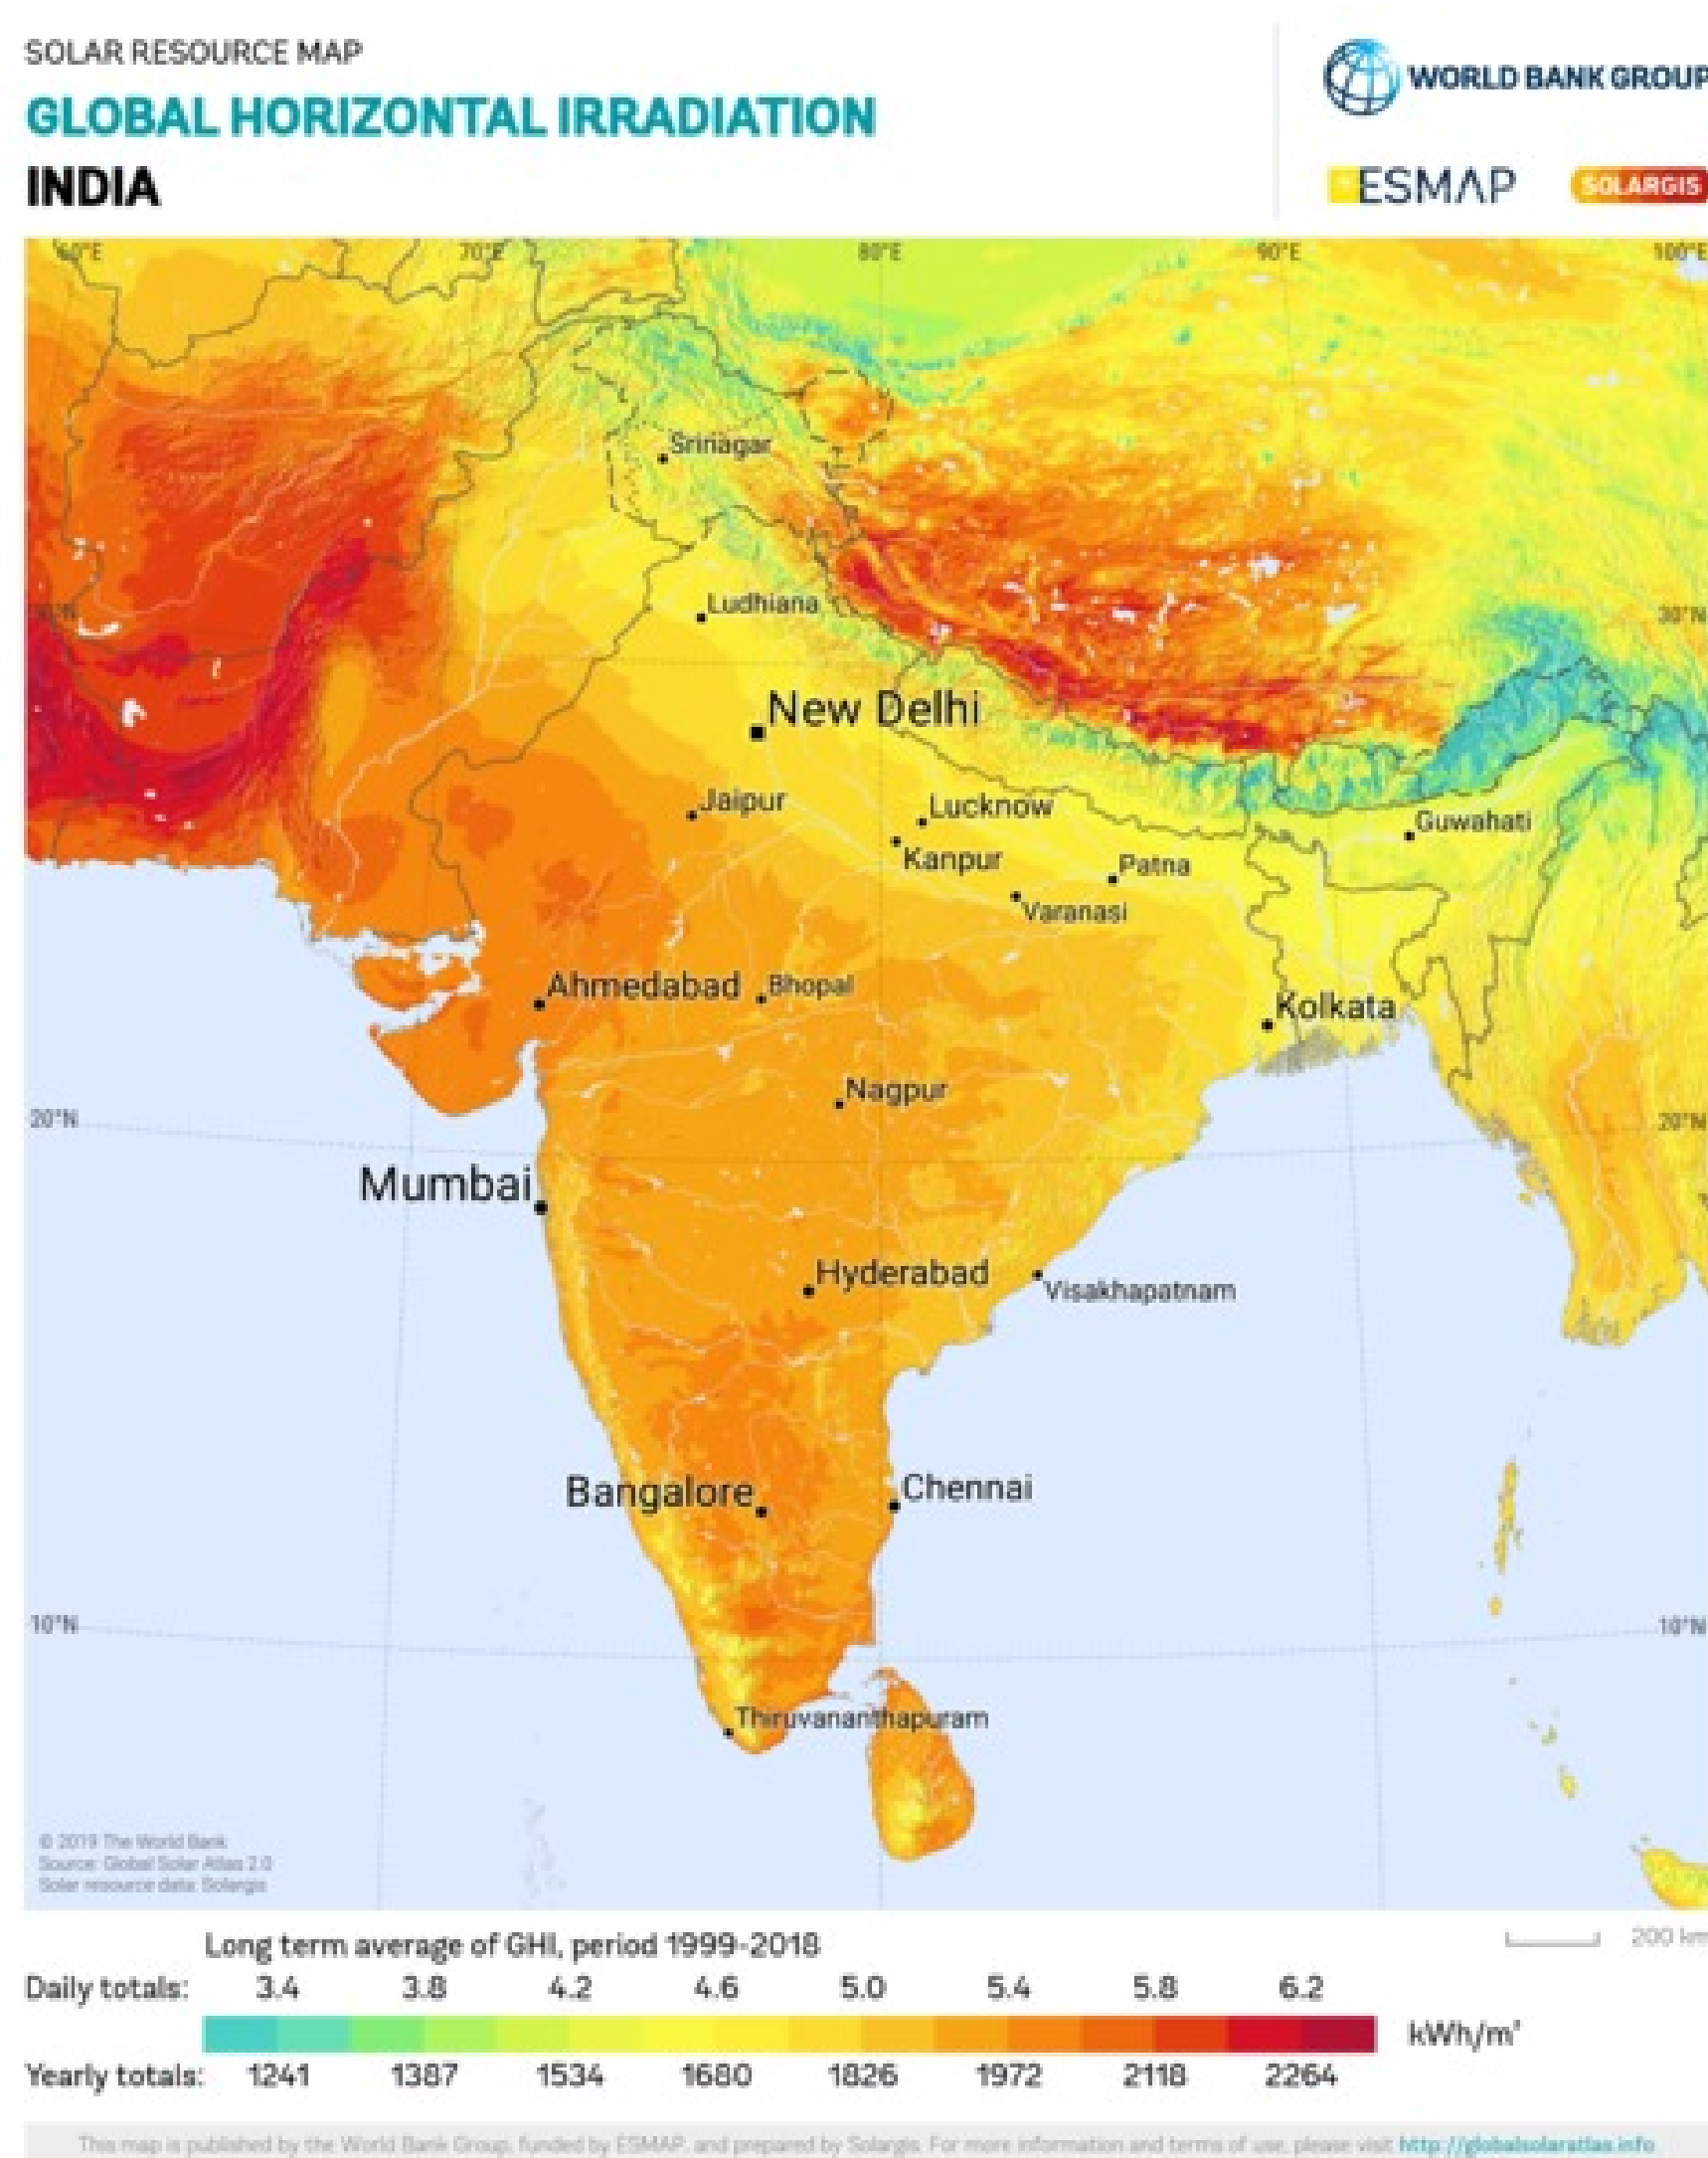 SOLAR RESOURCE MAP
GLOBAL HORIZONTAL IRRADIATION
INDIA
WORLD BANK GROUP
ESMAP
SOLARGIS
60°E 70°E 80°E 90°E 100°E
Srinagar
Ludhiana
30°N
New Delhi
Jaipur
Lucknow
Guwahati
Kanpur
Patna
Varanasi
Ahmedabad
Bhopal
Kolkata
Nagpur
20°N 20°N
Mumbai
Hyderabad
Visakhapatnam
Bangalore
Chennai
10°N 10°N
Thiruvananthapuram
© 2019 The World Bank
Source: Global Solar Atlas 2.0
Solar resource data: Solargis
Long term average of GHI, period 1999-2018
200 km
Daily totals: 3.4 3.8 4.2 4.6 5.0 5.4 5.8 6.2
kWh/m²
Yearly totals: 1241 1387 1534 1680 1826 1972 2118 2264
This map is published by the World Bank Group, funded by ESMAP, and prepared by Solargis. For more information and terms of use, please visit http://globalsolaratlas.info